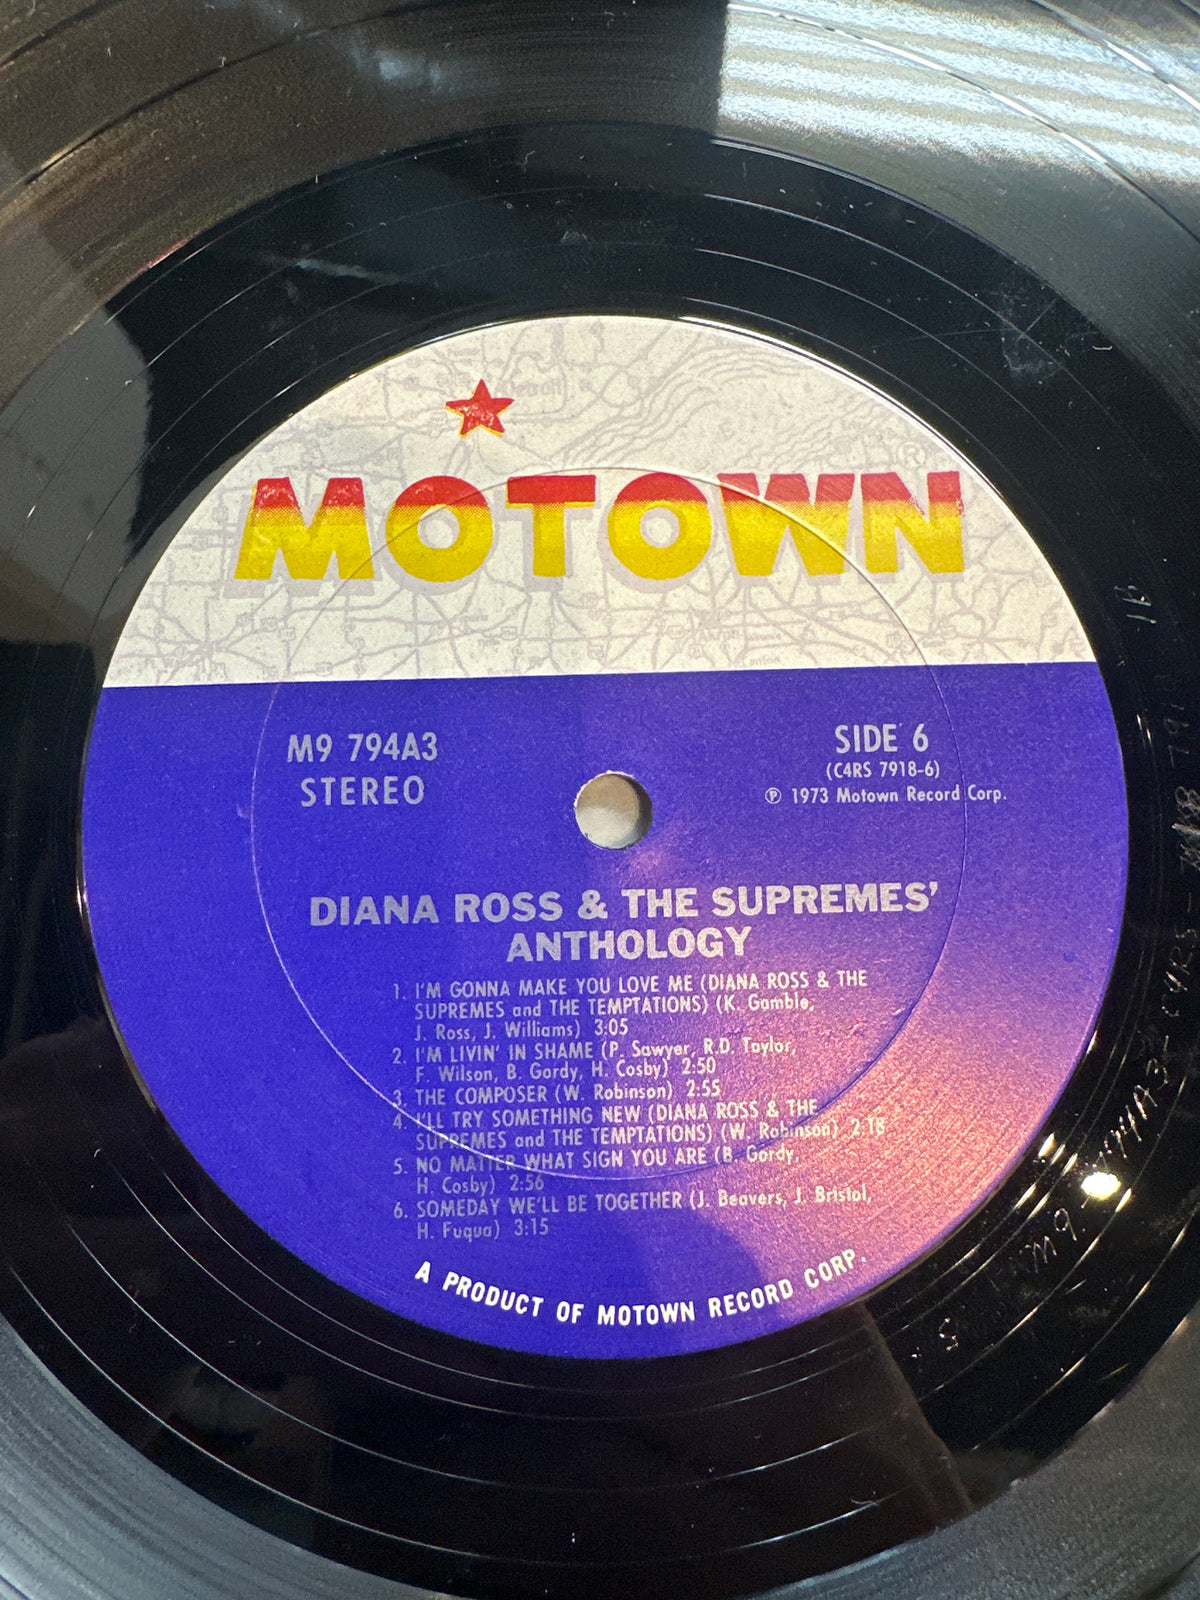 MOTOWN
®
M9 794A3
STEREO
SIDE 6
(C4RS 7918-6)
℗ 1973 Motown Record Corp.
DIANA ROSS & THE SUPREMES'
ANTHOLOGY
1. I'M GONNA MAKE YOU LOVE ME (DIANA ROSS & THE
SUPREMES and THE TEMPTATIONS) (K. Gamble,
J. Ross, J. Williams) 3:05
2. I'M LIVIN' IN SHAME (P. Sawyer, R.D. Taylor,
F. Wilson, B. Gordy, H. Cosby) 2:50
3. THE COMPOSER (W. Robinson) 2:55
4. I'LL TRY SOMETHING NEW (DIANA ROSS & THE
SUPREMES and THE TEMPTATIONS) (W. Robinson) 2:18
5. NO MATTER WHAT SIGN YOU ARE (B. Gordy,
H. Cosby) 2:56
6. SOMEDAY WE'LL BE TOGETHER (J. Beavers, J. Bristol,
H. Fuqua) 3:15
A PRODUCT OF MOTOWN RECORD CORP.